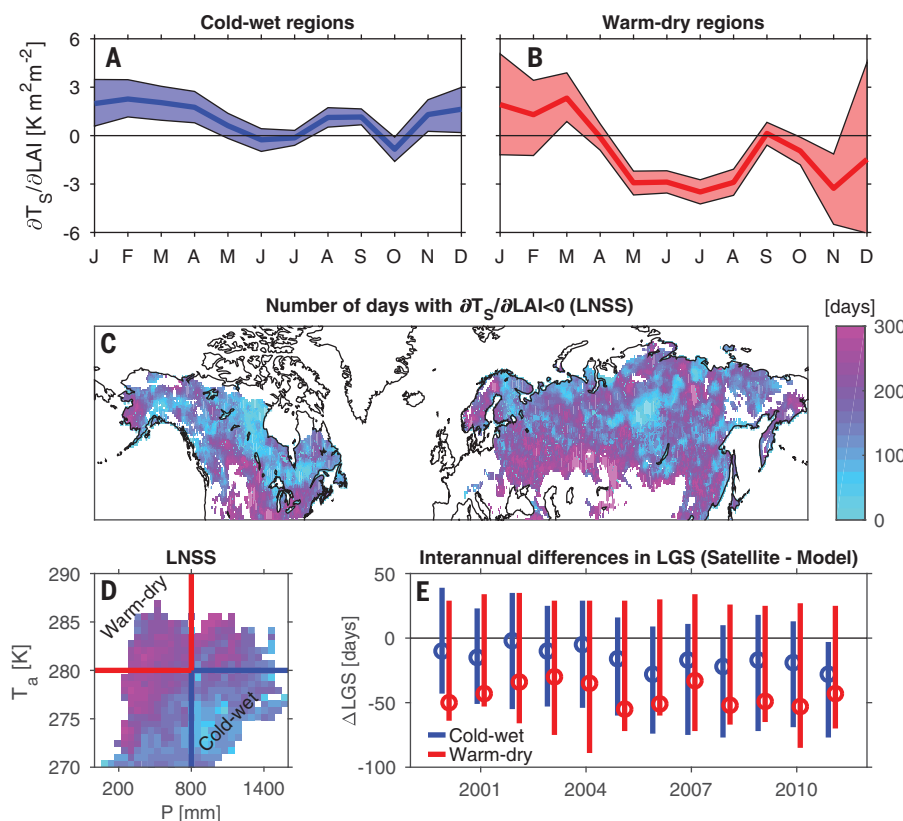 Cold-wet regions
Warm-dry regions
A
B
∂T_S/∂LAI [K m²m⁻²]
6
3
0
-3
-6
J F M A M J J A S O N D
J F M A M J J A S O N D
Number of days with ∂T_S/∂LAI<0 (LNSS)
[days]
C
300
200
100
0
LNSS
Interannual differences in LGS (Satellite - Model)
D
E
T_a [K]
290
285
280
275
270
Warm-dry
Cold-wet
200 800 1400
P [mm]
ΔLGS [days]
50
0
-50
-100
Cold-wet
Warm-dry
2001 2004 2007 2010